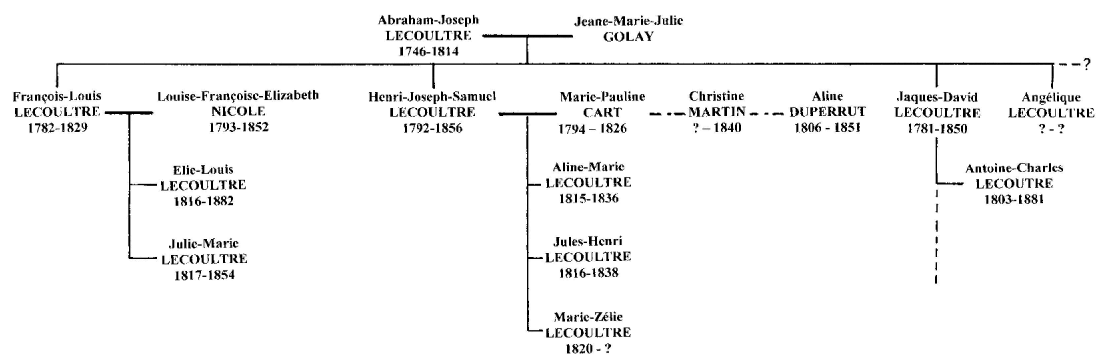 Abraham-Joseph
LECOULTRE
1746-1814
Jeane-Marie-Julie
GOLAY
?
François-Louis
LECOULTRE
1782-1829
Louise-Françoise-Elizabeth
NICOLE
1793-1852
Henri-Joseph-Samuel
LECOULTRE
1792-1856
Marie-Pauline
CART
1794 – 1826
Christine
MARTIN
? – 1840
Aline
DUPERRUT
1806 - 1851
Jaques-David
LECOULTRE
1781-1850
Angélique
LECOULTRE
? - ?
Elie-Louis
LECOULTRE
1816-1882
Aline-Marie
LECOULTRE
1815-1836
Antoine-Charles
LECOUTRE
1803-1881
Julie-Marie
LECOULTRE
1817-1854
Jules-Henri
LECOULTRE
1816-1838
Marie-Zélie
LECOULTRE
1820 - ?